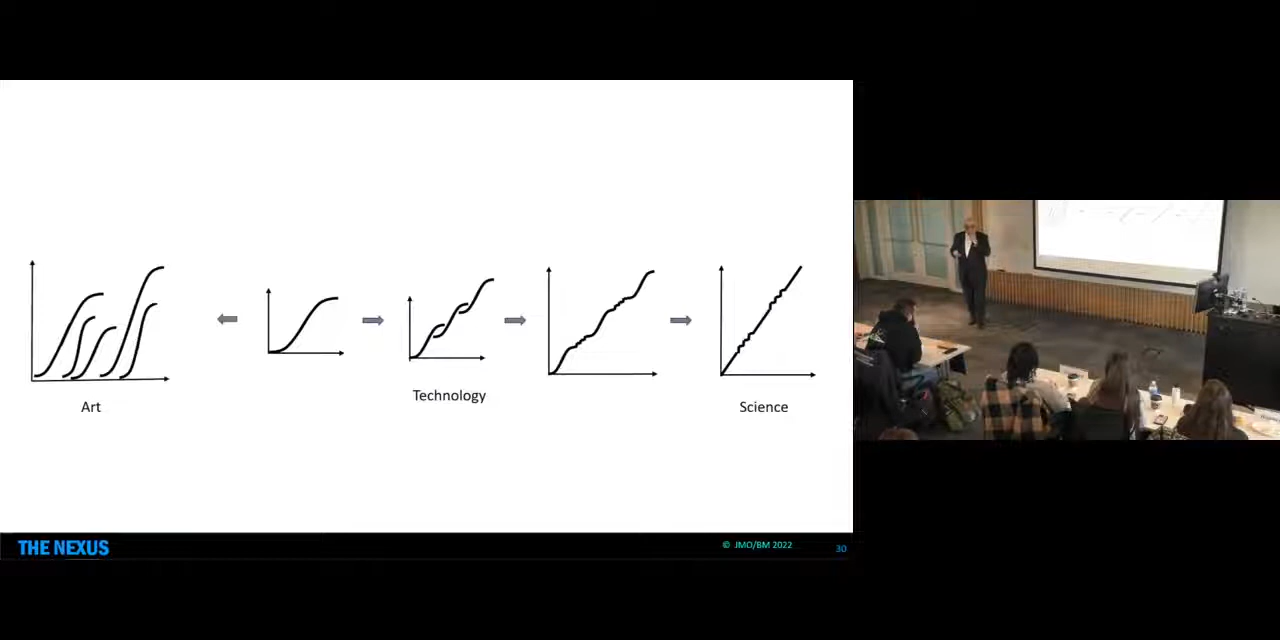 Art
Technology
Science
THE NEXUS
© JMO/BM 2022
30